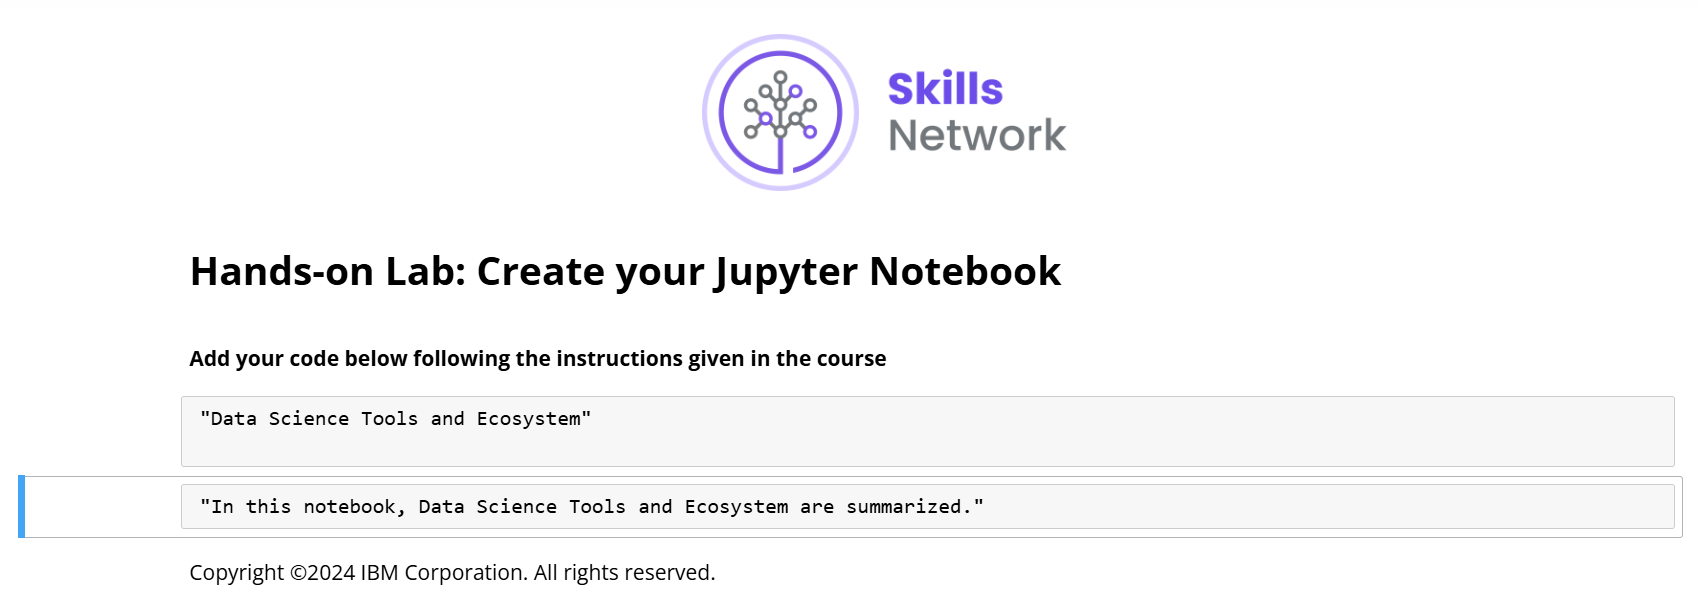 Skills
Network
Hands-on Lab: Create your Jupyter Notebook
Add your code below following the instructions given in the course
"Data Science Tools and Ecosystem"
"In this notebook, Data Science Tools and Ecosystem are summarized."
Copyright ©2024 IBM Corporation. All rights reserved.